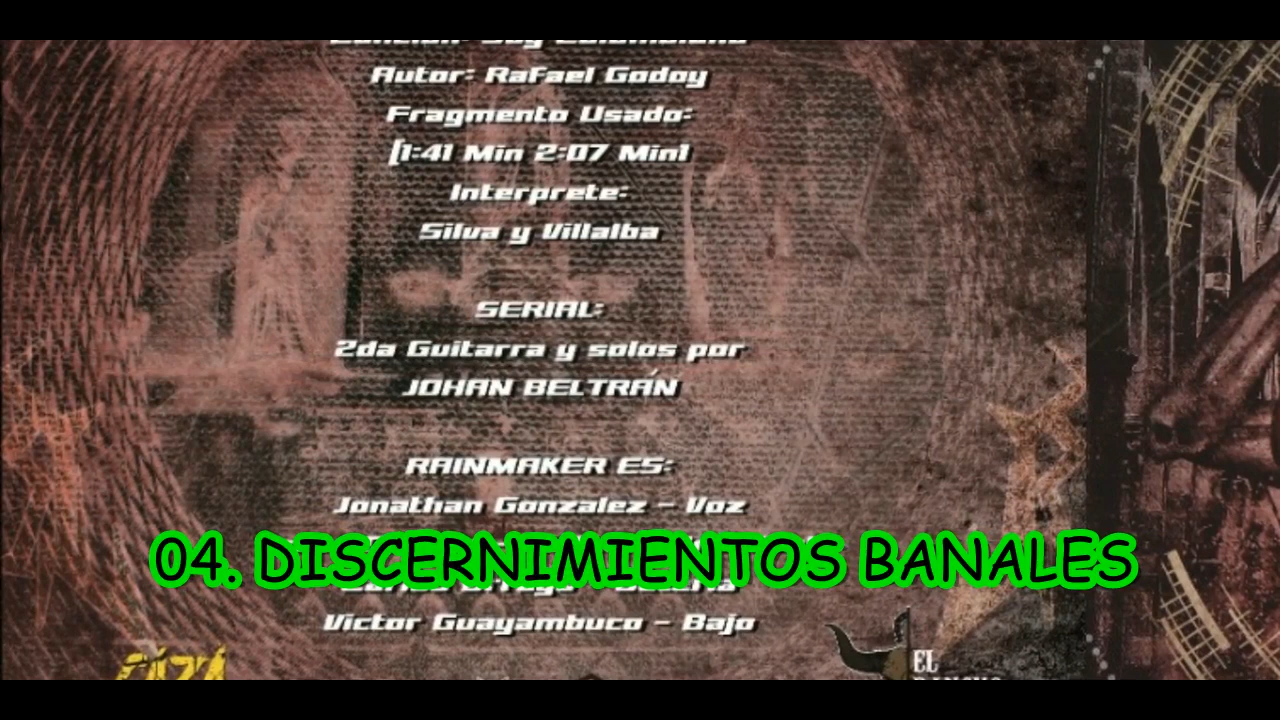 Autor: Rafael Godoy
Fragmento Usado:
[1:41 Min 2:07 Min]
Interprete:
Silva y Villalba
SERIAL:
2da Guitarra y solos por
JOHAN BELTRÁN
RAINMAKER ES:
Jonathan Gonzalez - Voz
04. DISCERNIMIENTOS BANALES
Victor Guayambuco - Bajo
EL